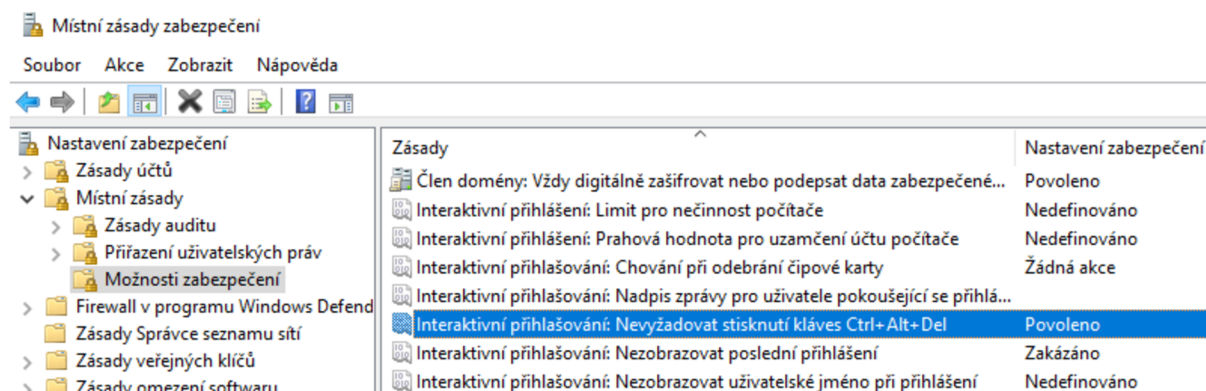 Místní zásady zabezpečení
Soubor Akce Zobrazit Nápověda
Nastavení zabezpečení
Zásady účtů
Místní zásady
Zásady auditu
Přiřazení uživatelských práv
Možnosti zabezpečení
Firewall v programu Windows Defend
Zásady Správce seznamu sítí
Zásady veřejných klíčů
Zásady omezení softwaru
Zásady Nastavení zabezpečení
Člen domény: Vždy digitálně zašifrovat nebo podepsat data zabezpečené... Povoleno
Interaktivní přihlášení: Limit pro nečinnost počítače Nedefinováno
Interaktivní přihlášení: Prahová hodnota pro uzamčení účtu počítače Nedefinováno
Interaktivní přihlašování: Chování při odebrání čipové karty Žádná akce
Interaktivní přihlašování: Nadpis zprávy pro uživatele pokoušející se přihlá...
Interaktivní přihlašování: Nevyžadovat stisknutí kláves Ctrl+Alt+Del Povoleno
Interaktivní přihlašování: Nezobrazovat poslední přihlášení Zakázáno
Interaktivní přihlašování: Nezobrazovat uživatelské jméno při přihlášení Nedefinováno